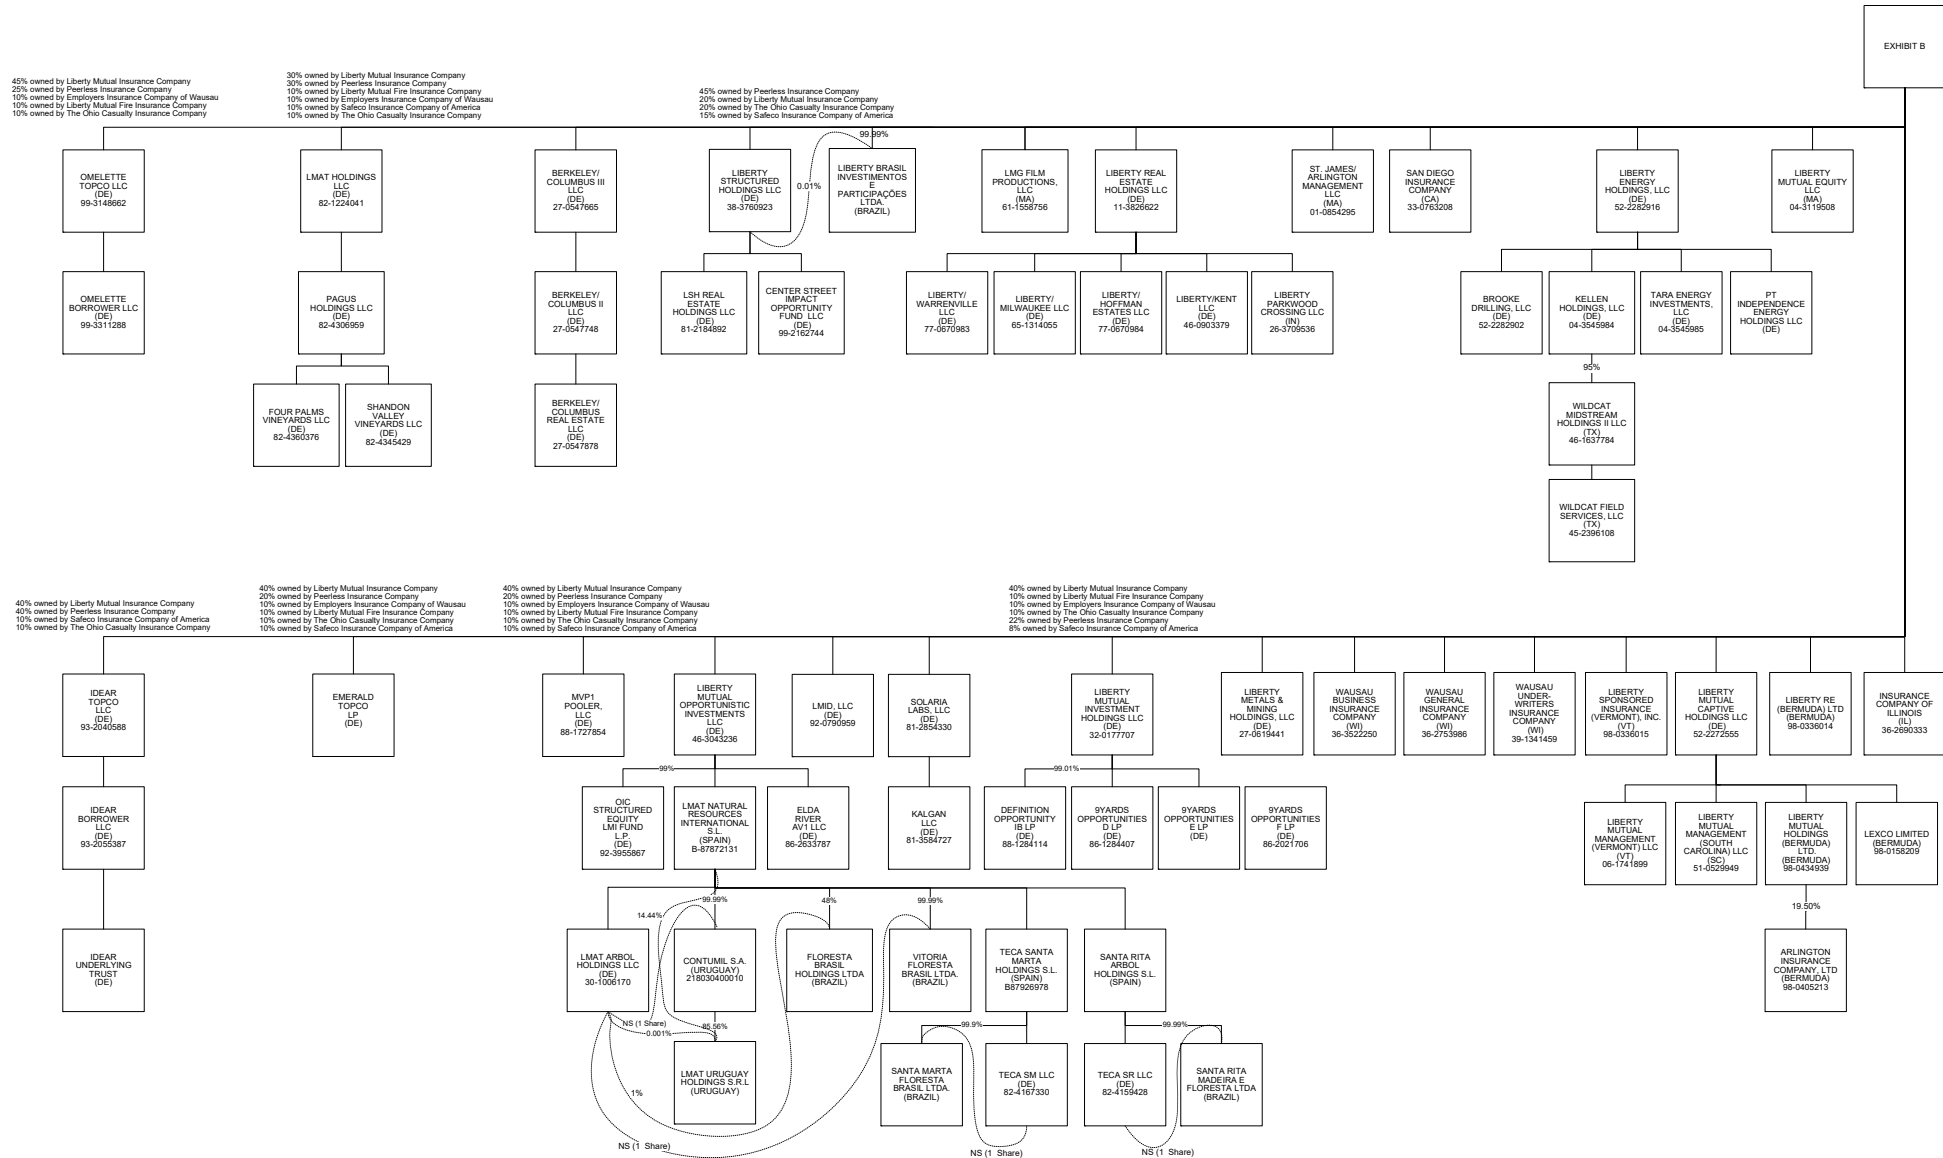 EXHIBIT B
45% owned by Liberty Mutual Insurance Company
25% owned by Peerless Insurance Company
10% owned by Employers Insurance Company of Wausau
10% owned by Liberty Mutual Fire Insurance Company
10% owned by The Ohio Casualty Insurance Company
30% owned by Liberty Mutual Insurance Company
30% owned by Peerless Insurance Company
10% owned by Liberty Mutual Fire Insurance Company
10% owned by Employers Insurance Company of Wausau
10% owned by Safeco Insurance Company of America
10% owned by The Ohio Casualty Insurance Company
45% owned by Peerless Insurance Company
20% owned by Liberty Mutual Insurance Company
20% owned by The Ohio Casualty Insurance Company
15% owned by Safeco Insurance Company of America
OMELETTE
TOPCO LLC
(DE)
99-3148662
LMAT HOLDINGS
LLC
(DE)
82-1224041
BERKELEY/
COLUMBUS III
LLC
(DE)
27-0547665
LIBERTY
STRUCTURED
HOLDINGS LLC
(DE)
38-3760923
99.99%
0.01%
LIBERTY BRASIL
INVESTIMENTOS
E
PARTICIPAÇÕES
LTDA.
(BRAZIL)
LMG FILM
PRODUCTIONS,
LLC
(MA)
61-1558756
LIBERTY REAL
ESTATE
HOLDINGS LLC
(DE)
11-3826622
ST. JAMES/
ARLINGTON
MANAGEMENT
LLC
(MA)
01-0854295
SAN DIEGO
INSURANCE
COMPANY
(CA)
33-0763208
LIBERTY
ENERGY
HOLDINGS, LLC
(DE)
52-2282916
LIBERTY
MUTUAL EQUITY
LLC
(MA)
04-3119508
OMELETTE
BORROWER LLC
(DE)
99-3311288
PAGUS
HOLDINGS LLC
(DE)
82-4306959
BERKELEY/
COLUMBUS II
LLC
(DE)
27-0547748
LSH REAL
ESTATE
HOLDINGS LLC
(DE)
81-2184892
CENTER STREET
IMPACT
OPPORTUNITY
FUND LLC
(DE)
99-2162744
LIBERTY/
WARRENVILLE
LLC
(DE)
77-0670983
LIBERTY/
MILWAUKEE LLC
(DE)
65-1314055
LIBERTY/
HOFFMAN
ESTATES LLC
(DE)
77-0670984
LIBERTY/KENT
LLC
(DE)
46-0903379
LIBERTY
PARKWOOD
CROSSING LLC
(IN)
26-3709536
BROOKE
DRILLING, LLC
(DE)
52-2282902
KELLEN
HOLDINGS, LLC
(DE)
04-3545984
TARA ENERGY
INVESTMENTS,
LLC
(DE)
04-3545985
PT
INDEPENDENCE
ENERGY
HOLDINGS LLC
(DE)
95%
FOUR PALMS
VINEYARDS LLC
(DE)
82-4360376
SHANDON
VALLEY
VINEYARDS LLC
(DE)
82-4345429
BERKELEY/
COLUMBUS
REAL ESTATE
LLC
(DE)
27-0547878
WILDCAT
MIDSTREAM
HOLDINGS II LLC
(TX)
46-1637784
WILDCAT FIELD
SERVICES, LLC
(TX)
45-2396108
40% owned by Liberty Mutual Insurance Company
40% owned by Peerless Insurance Company
10% owned by Safeco Insurance Company of America
10% owned by The Ohio Casualty Insurance Company
40% owned by Liberty Mutual Insurance Company
20% owned by Peerless Insurance Company
10% owned by Employers Insurance Company of Wausau
10% owned by Liberty Mutual Fire Insurance Company
10% owned by The Ohio Casualty Insurance Company
10% owned by Safeco Insurance Company of America
40% owned by Liberty Mutual Insurance Company
20% owned by Peerless Insurance Company
10% owned by Employers Insurance Company of Wausau
10% owned by Liberty Mutual Fire Insurance Company
10% owned by The Ohio Casualty Insurance Company
10% owned by Safeco Insurance Company of America
40% owned by Liberty Mutual Insurance Company
10% owned by Liberty Mutual Fire Insurance Company
10% owned by Employers Insurance Company of Wausau
10% owned by The Ohio Casualty Insurance Company
22% owned by Peerless Insurance Company
8% owned by Safeco Insurance Company of America
IDEAR
TOPCO
LLC
(DE)
93-2040588
EMERALD
TOPCO
LP
(DE)
MVP1
POOLER,
LLC
(DE)
88-1727854
LIBERTY
MUTUAL
OPPORTUNISTIC
INVESTMENTS
LLC
(DE)
46-3043236
LMID, LLC
(DE)
92-0790959
SOLARIA
LABS, LLC
(DE)
81-2854330
LIBERTY
MUTUAL
INVESTMENT
HOLDINGS LLC
(DE)
32-0177707
LIBERTY
METALS &
MINING
HOLDINGS, LLC
(DE)
27-0619441
WAUSAU
BUSINESS
INSURANCE
COMPANY
(WI)
36-3522250
WAUSAU
GENERAL
INSURANCE
COMPANY
(WI)
36-2753986
WAUSAU
UNDER-
WRITERS
INSURANCE
COMPANY
(WI)
39-1341459
LIBERTY
SPONSORED
INSURANCE
(VERMONT), INC.
(VT)
98-0336015
LIBERTY
MUTUAL
CAPTIVE
HOLDINGS LLC
(DE)
52-2272555
LIBERTY RE
(BERMUDA) LTD
(BERMUDA)
98-0336014
INSURANCE
COMPANY OF
ILLINOIS
(IL)
36-2690333
99%
99.01%
IDEAR
BORROWER
LLC
(DE)
93-2055387
OIC
STRUCTURED
EQUITY
LMI FUND
L.P.
(DE)
92-3955867
LMAT NATURAL
RESOURCES
INTERNATIONAL
S.L.
(SPAIN)
B-87872131
ELDA
RIVER
AV1 LLC
(DE)
86-2633787
KALGAN
LLC
(DE)
81-3584727
DEFINITION
OPPORTUNITY
IB LP
(DE)
88-1284114
9YARDS
OPPORTUNITIES
D LP
(DE)
86-1284407
9YARDS
OPPORTUNITIES
E LP
(DE)
9YARDS
OPPORTUNITIES
F LP
(DE)
86-2021706
LIBERTY
MUTUAL
MANAGEMENT
(VERMONT) LLC
(VT)
06-1741899
LIBERTY
MUTUAL
MANAGEMENT
(SOUTH
CAROLINA) LLC
(SC)
51-0529949
LIBERTY
MUTUAL
HOLDINGS
(BERMUDA)
LTD.
(BERMUDA)
98-0434939
LEXCO LIMITED
(BERMUDA)
98-0158209
14.44%
99.99%
48%
99.99%
19.50%
IDEAR
UNDERLYING
TRUST
(DE)
LMAT ARBOL
HOLDINGS LLC
(DE)
30-1006170
CONTUMIL S.A.
(URUGUAY)
218030400010
FLORESTA
BRASIL
HOLDINGS LTDA
(BRAZIL)
VITORIA
FLORESTA
BRASIL LTDA.
(BRAZIL)
TECA SANTA
MARTA
HOLDINGS S.L.
(SPAIN)
B87926978
SANTA RITA
ARBOL
HOLDINGS S.L.
(SPAIN)
ARLINGTON
INSURANCE
COMPANY, LTD
(BERMUDA)
98-0405213
NS (1 Share)
0.001%
85.56%
99.9%
99.99%
LMAT URUGUAY
HOLDINGS S.R.L
(URUGUAY)
SANTA MARTA
FLORESTA
BRASIL LTDA.
(BRAZIL)
TECA SM LLC
(DE)
82-4167330
TECA SR LLC
(DE)
82-4159428
SANTA RITA
MADEIRA E
FLORESTA LTDA
(BRAZIL)
1%
NS (1 Share)
NS (1 Share)
NS (1 Share)